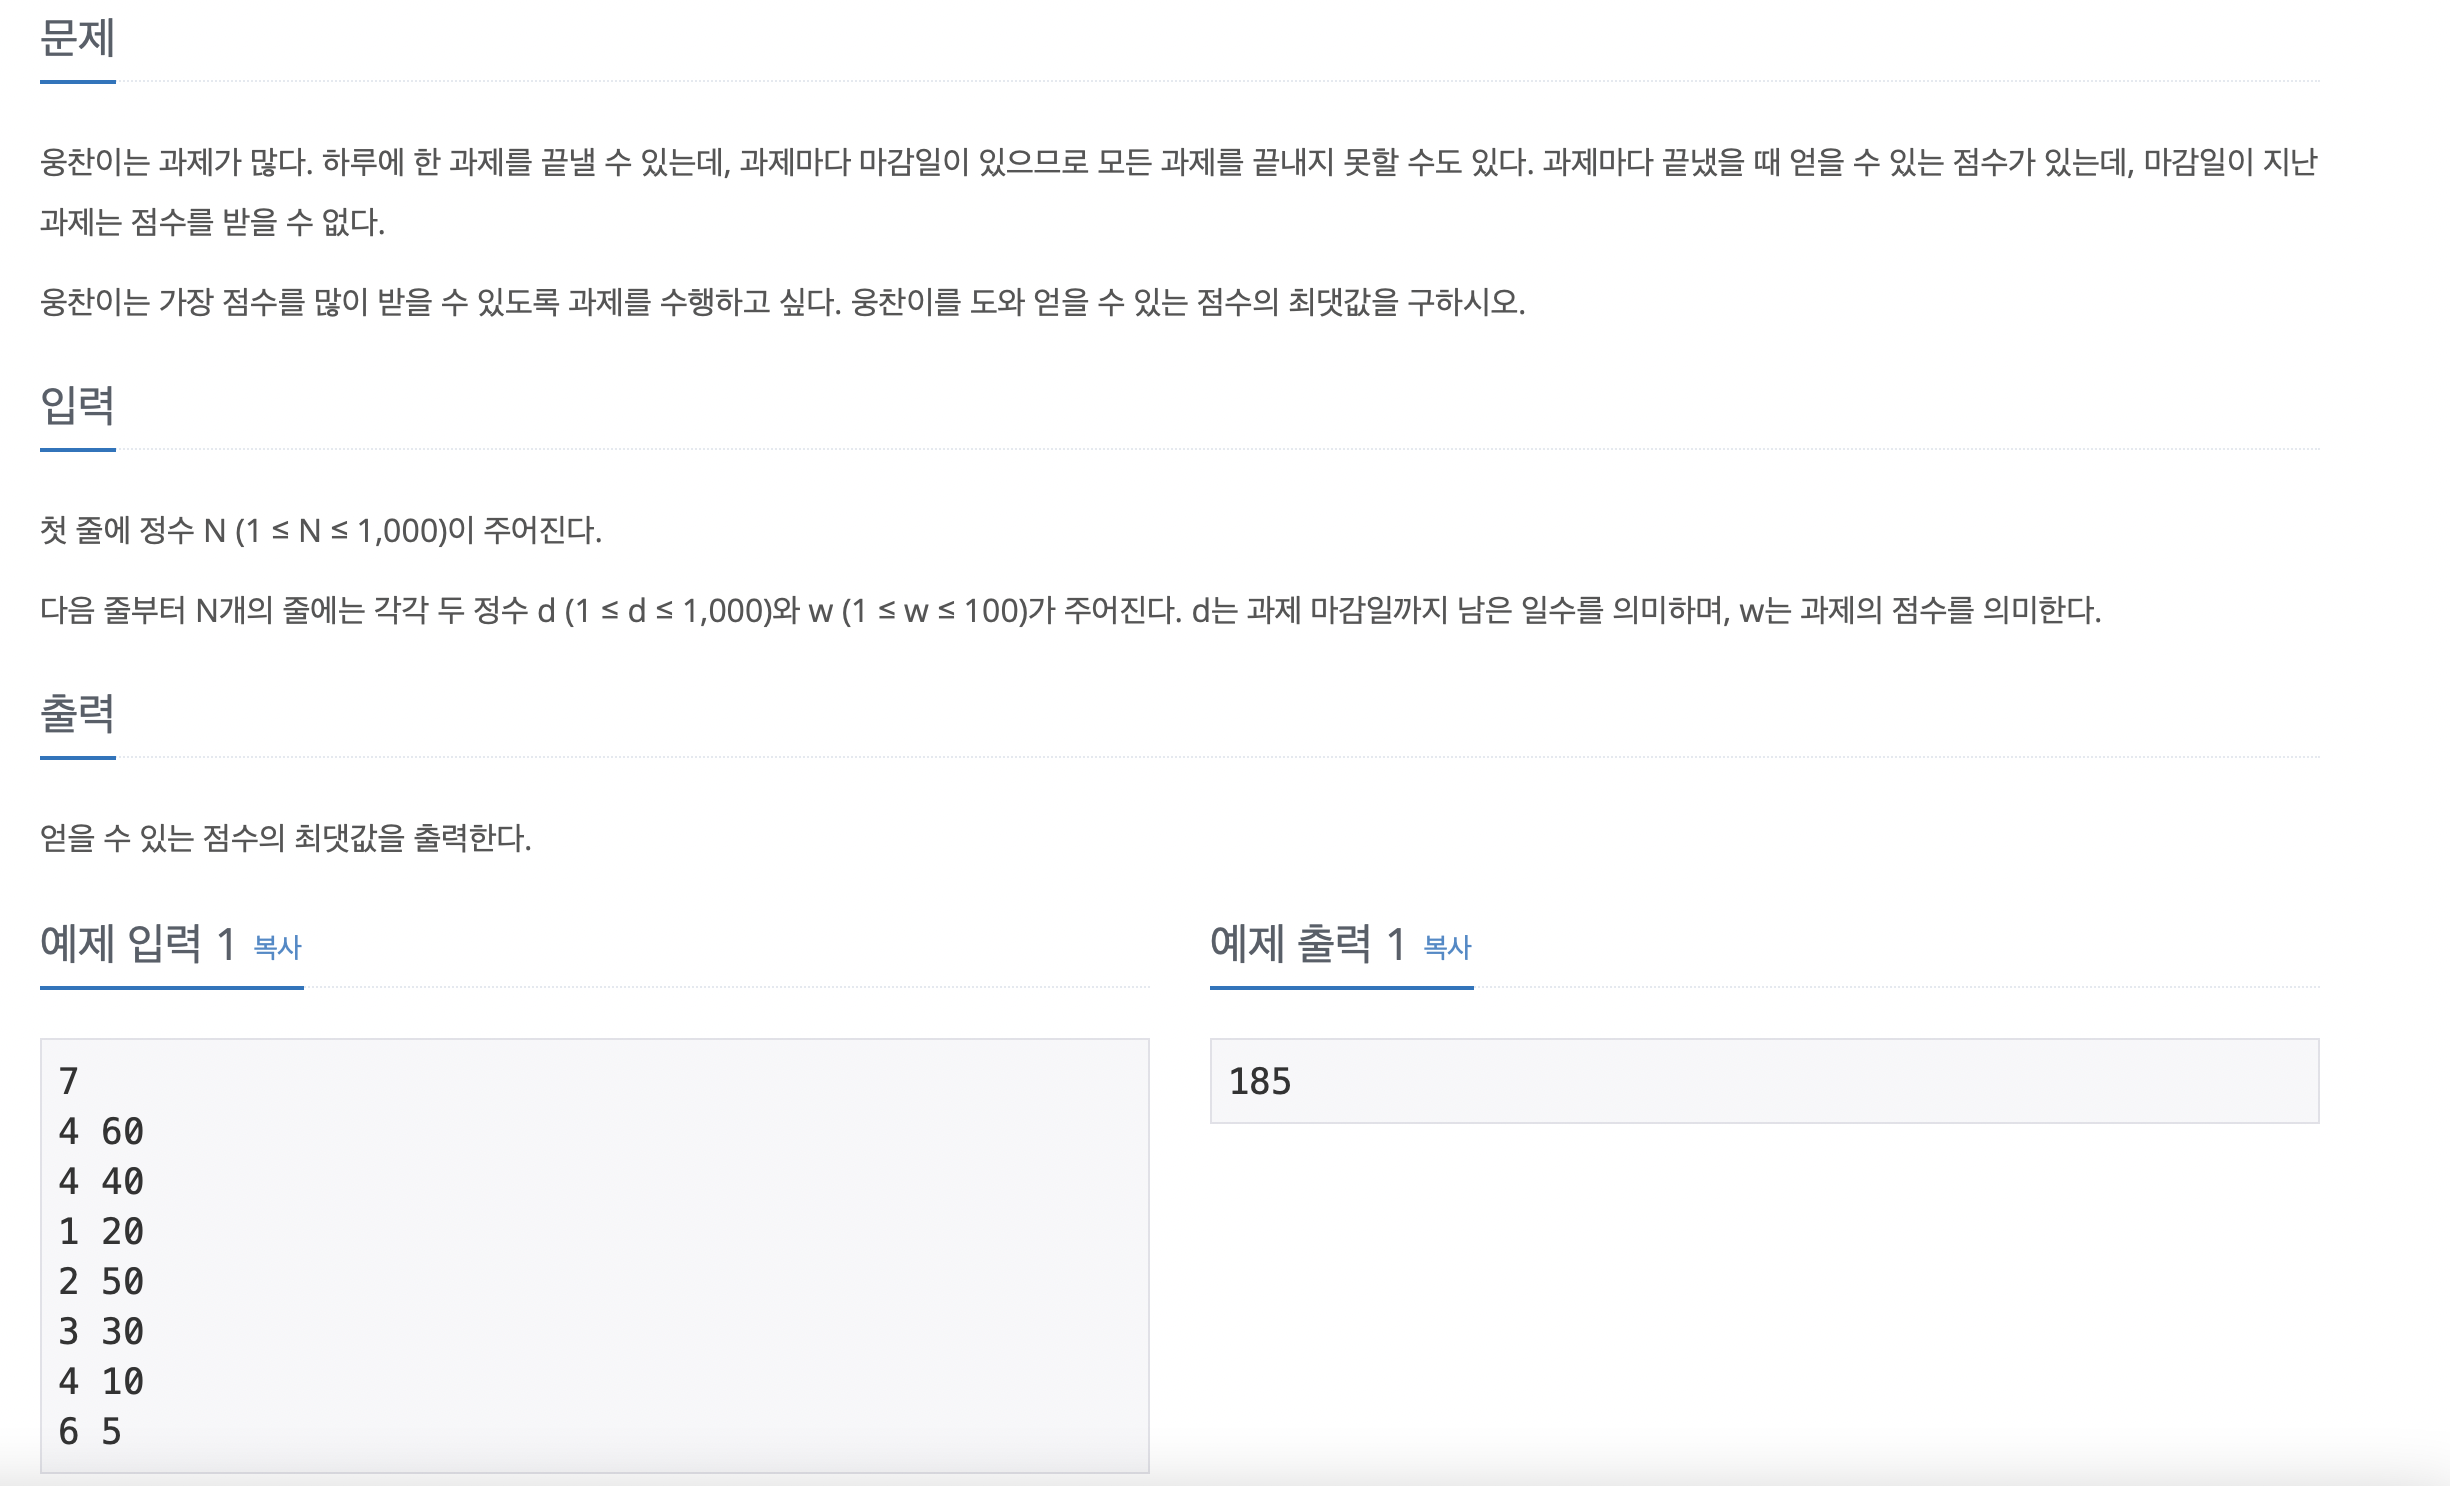 문제
웅찬이는 과제가 많다. 하루에 한 과제를 끝낼 수 있는데, 과제마다 마감일이 있으므로 모든 과제를 끝내지 못할 수도 있다. 과제마다 끝냈을 때 얻을 수 있는 점수가 있는데, 마감일이 지난
과제는 점수를 받을 수 없다.
웅찬이는 가장 점수를 많이 받을 수 있도록 과제를 수행하고 싶다. 웅찬이를 도와 얻을 수 있는 점수의 최댓값을 구하시오.
입력
첫 줄에 정수 N (1 ≤ N ≤ 1,000)이 주어진다.
다음 줄부터 N개의 줄에는 각각 두 정수 d (1 ≤ d ≤ 1,000)와 w (1 ≤ w ≤ 100)가 주어진다. d는 과제 마감일까지 남은 일수를 의미하며, w는 과제의 점수를 의미한다.
출력
얻을 수 있는 점수의 최댓값을 출력한다.
예제 입력 1 복사
7
4 60
4 40
1 20
2 50
3 30
4 10
6 5
예제 출력 1 복사
185